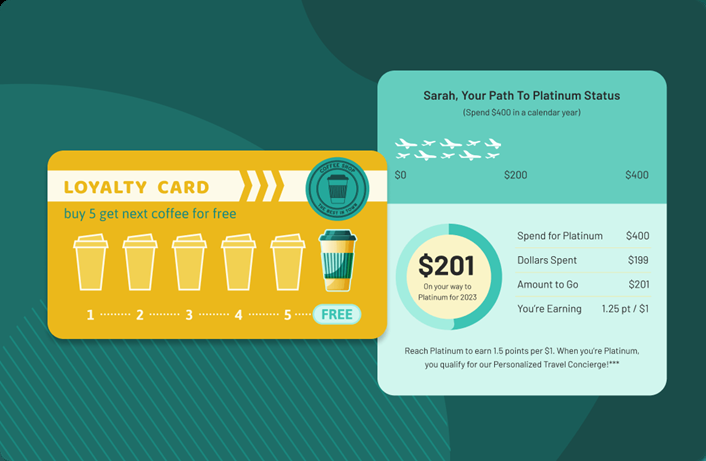 LOYALTY CARD
COFFEE SHOP
THE BEST IN TOWN
buy 5 get next coffee for free
1 2 3 4 5 FREE
Sarah, Your Path To Platinum Status
(Spend $400 in a calendar year)
$0 $200 $400
$201
On your way to
Platinum for 2023
Spend for Platinum $400
Dollars Spent $199
Amount to Go $201
You're Earning 1.25 pt / $1
Reach Platinum to earn 1.5 points per $1. When you're Platinum,
you qualify for our Personalized Travel Concierge!***